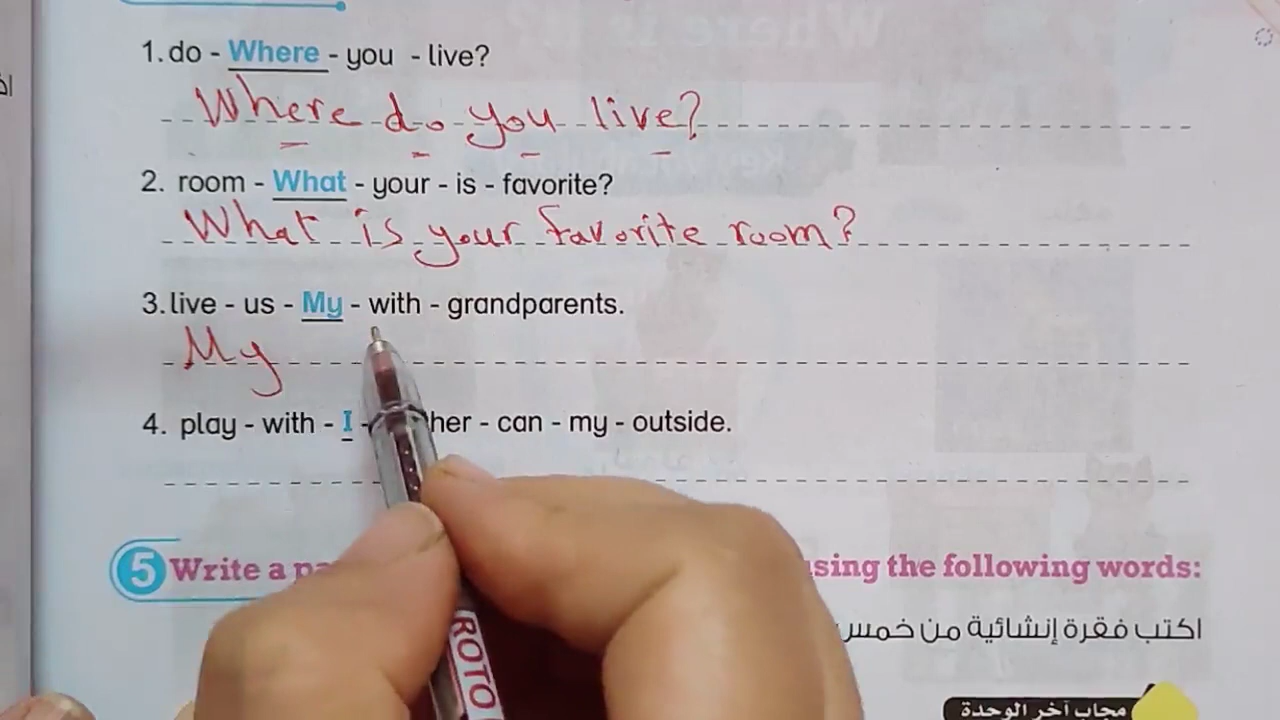 1. do - Where - you - live?
Where do you live?
2. room - What - your - is - favorite?
What is your favorite room?
3. live - us - My - with - grandparents.
My
4. play - with - I - her - can - my - outside.
5 Write a sing the following words:
اكتب فقرة إنشائية من خمس
ROTO
مجاب آخر الوحدة